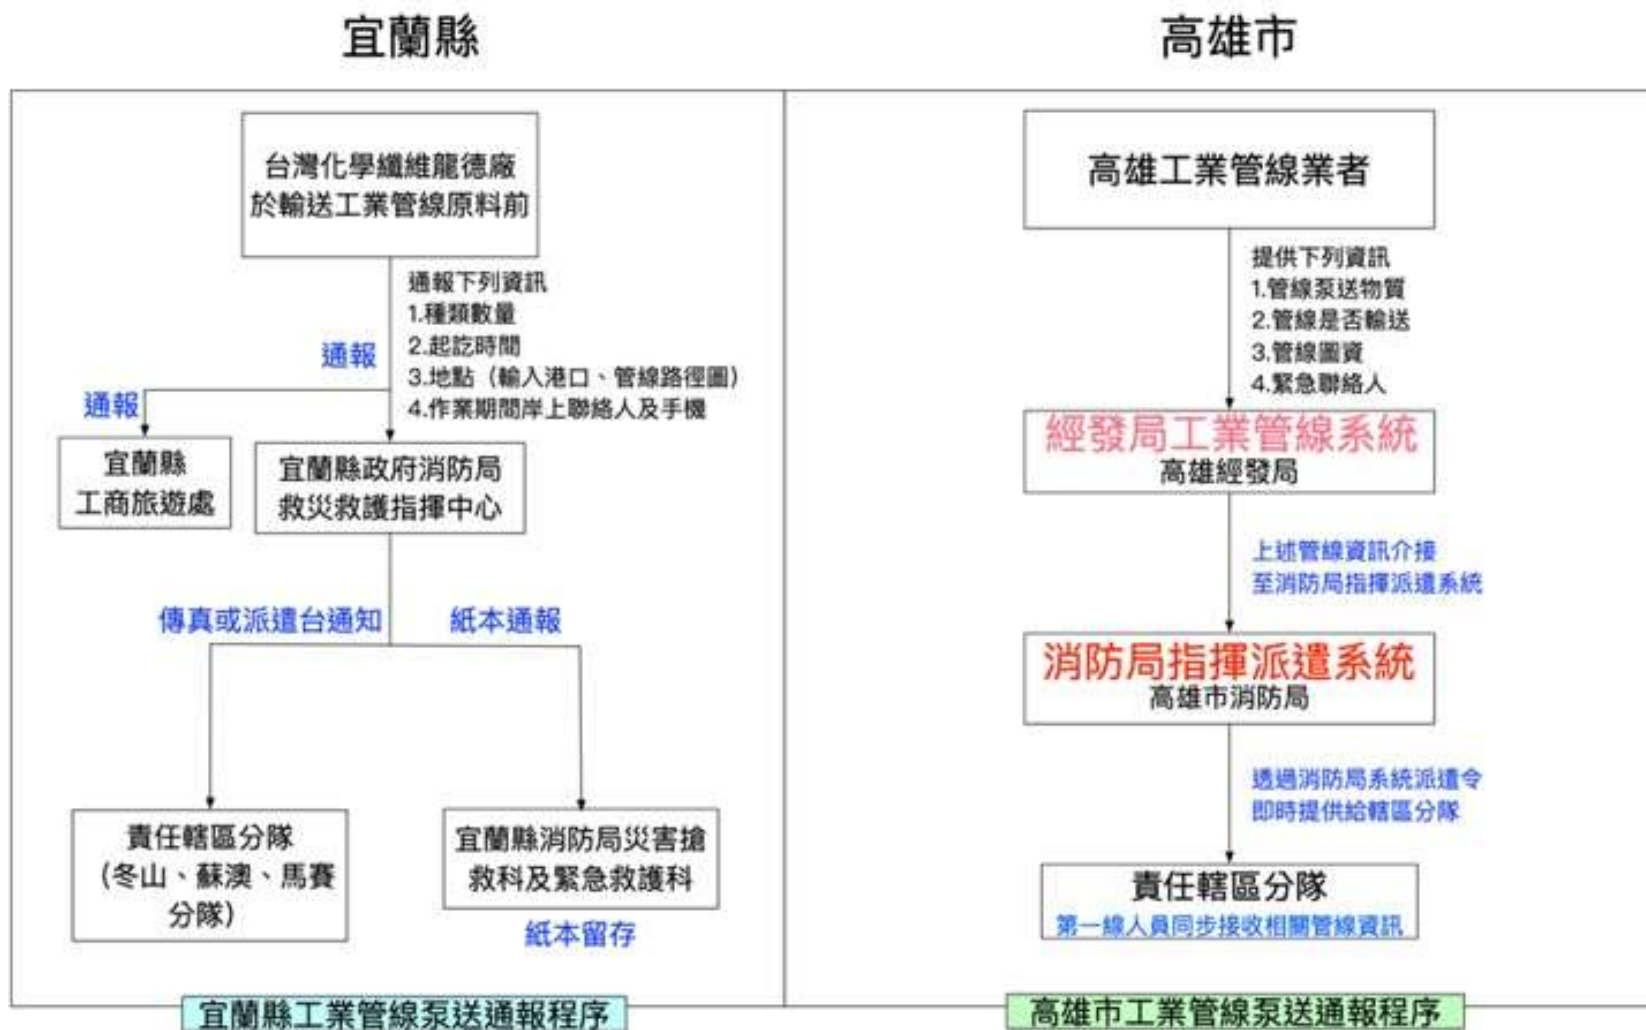 宜蘭縣
台灣化學纖維龍德廠
於輸送工業管線原料前
通報下列資訊
1.種類數量
2.起訖時間
3.地點（輸入港口、管線路徑圖）
4.作業期間岸上聯絡人及手機
通報
通報
宜蘭縣
工商旅遊處
宜蘭縣政府消防局
救災救護指揮中心
傳真或派遣台通知
紙本通報
責任轄區分隊
（冬山、蘇澳、馬賽
分隊）
宜蘭縣消防局災害搶
救科及緊急救護科
紙本留存
宜蘭縣工業管線泵送通報程序
高雄市
高雄工業管線業者
提供下列資訊
1.管線泵送物質
2.管線是否輸送
3.管線圖資
4.緊急聯絡人
經發局工業管線系統
高雄經發局
上述管線資訊介接
至消防局指揮派遣系統
消防局指揮派遣系統
高雄市消防局
透過消防局系統派遣令
即時提供給轄區分隊
責任轄區分隊
第一線人員同步接收相關管線資訊
高雄市工業管線泵送通報程序